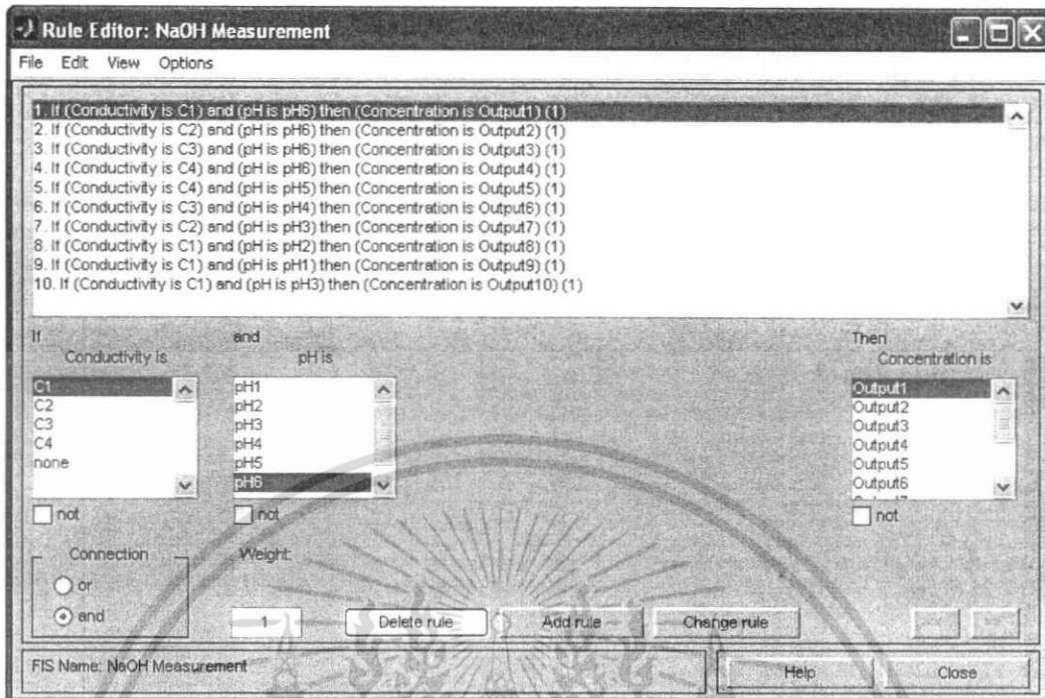 Rule Editor: NaOH Measurement
File Edit View Options
1. If (Conductivity is C1) and (pH is pH6) then (Concentration is Output1) (1)
2. If (Conductivity is C2) and (pH is pH6) then (Concentration is Output2) (1)
3. If (Conductivity is C3) and (pH is pH6) then (Concentration is Output3) (1)
4. If (Conductivity is C4) and (pH is pH6) then (Concentration is Output4) (1)
5. If (Conductivity is C4) and (pH is pH5) then (Concentration is Output5) (1)
6. If (Conductivity is C3) and (pH is pH4) then (Concentration is Output6) (1)
7. If (Conductivity is C2) and (pH is pH3) then (Concentration is Output7) (1)
8. If (Conductivity is C1) and (pH is pH2) then (Concentration is Output8) (1)
9. If (Conductivity is C1) and (pH is pH1) then (Concentration is Output9) (1)
10. If (Conductivity is C1) and (pH is pH3) then (Concentration is Output10) (1)
If and Then
Conductivity is pH is Concentration is
C1 pH1 Output1
C2 pH2 Output2
C3 pH3 Output3
C4 pH4 Output4
none pH5 Output5
pH6 Output6
not not not
Connection Weight:
or
and 1 Delete rule Add rule Change rule
FIS Name: NaOH Measurement Help Close